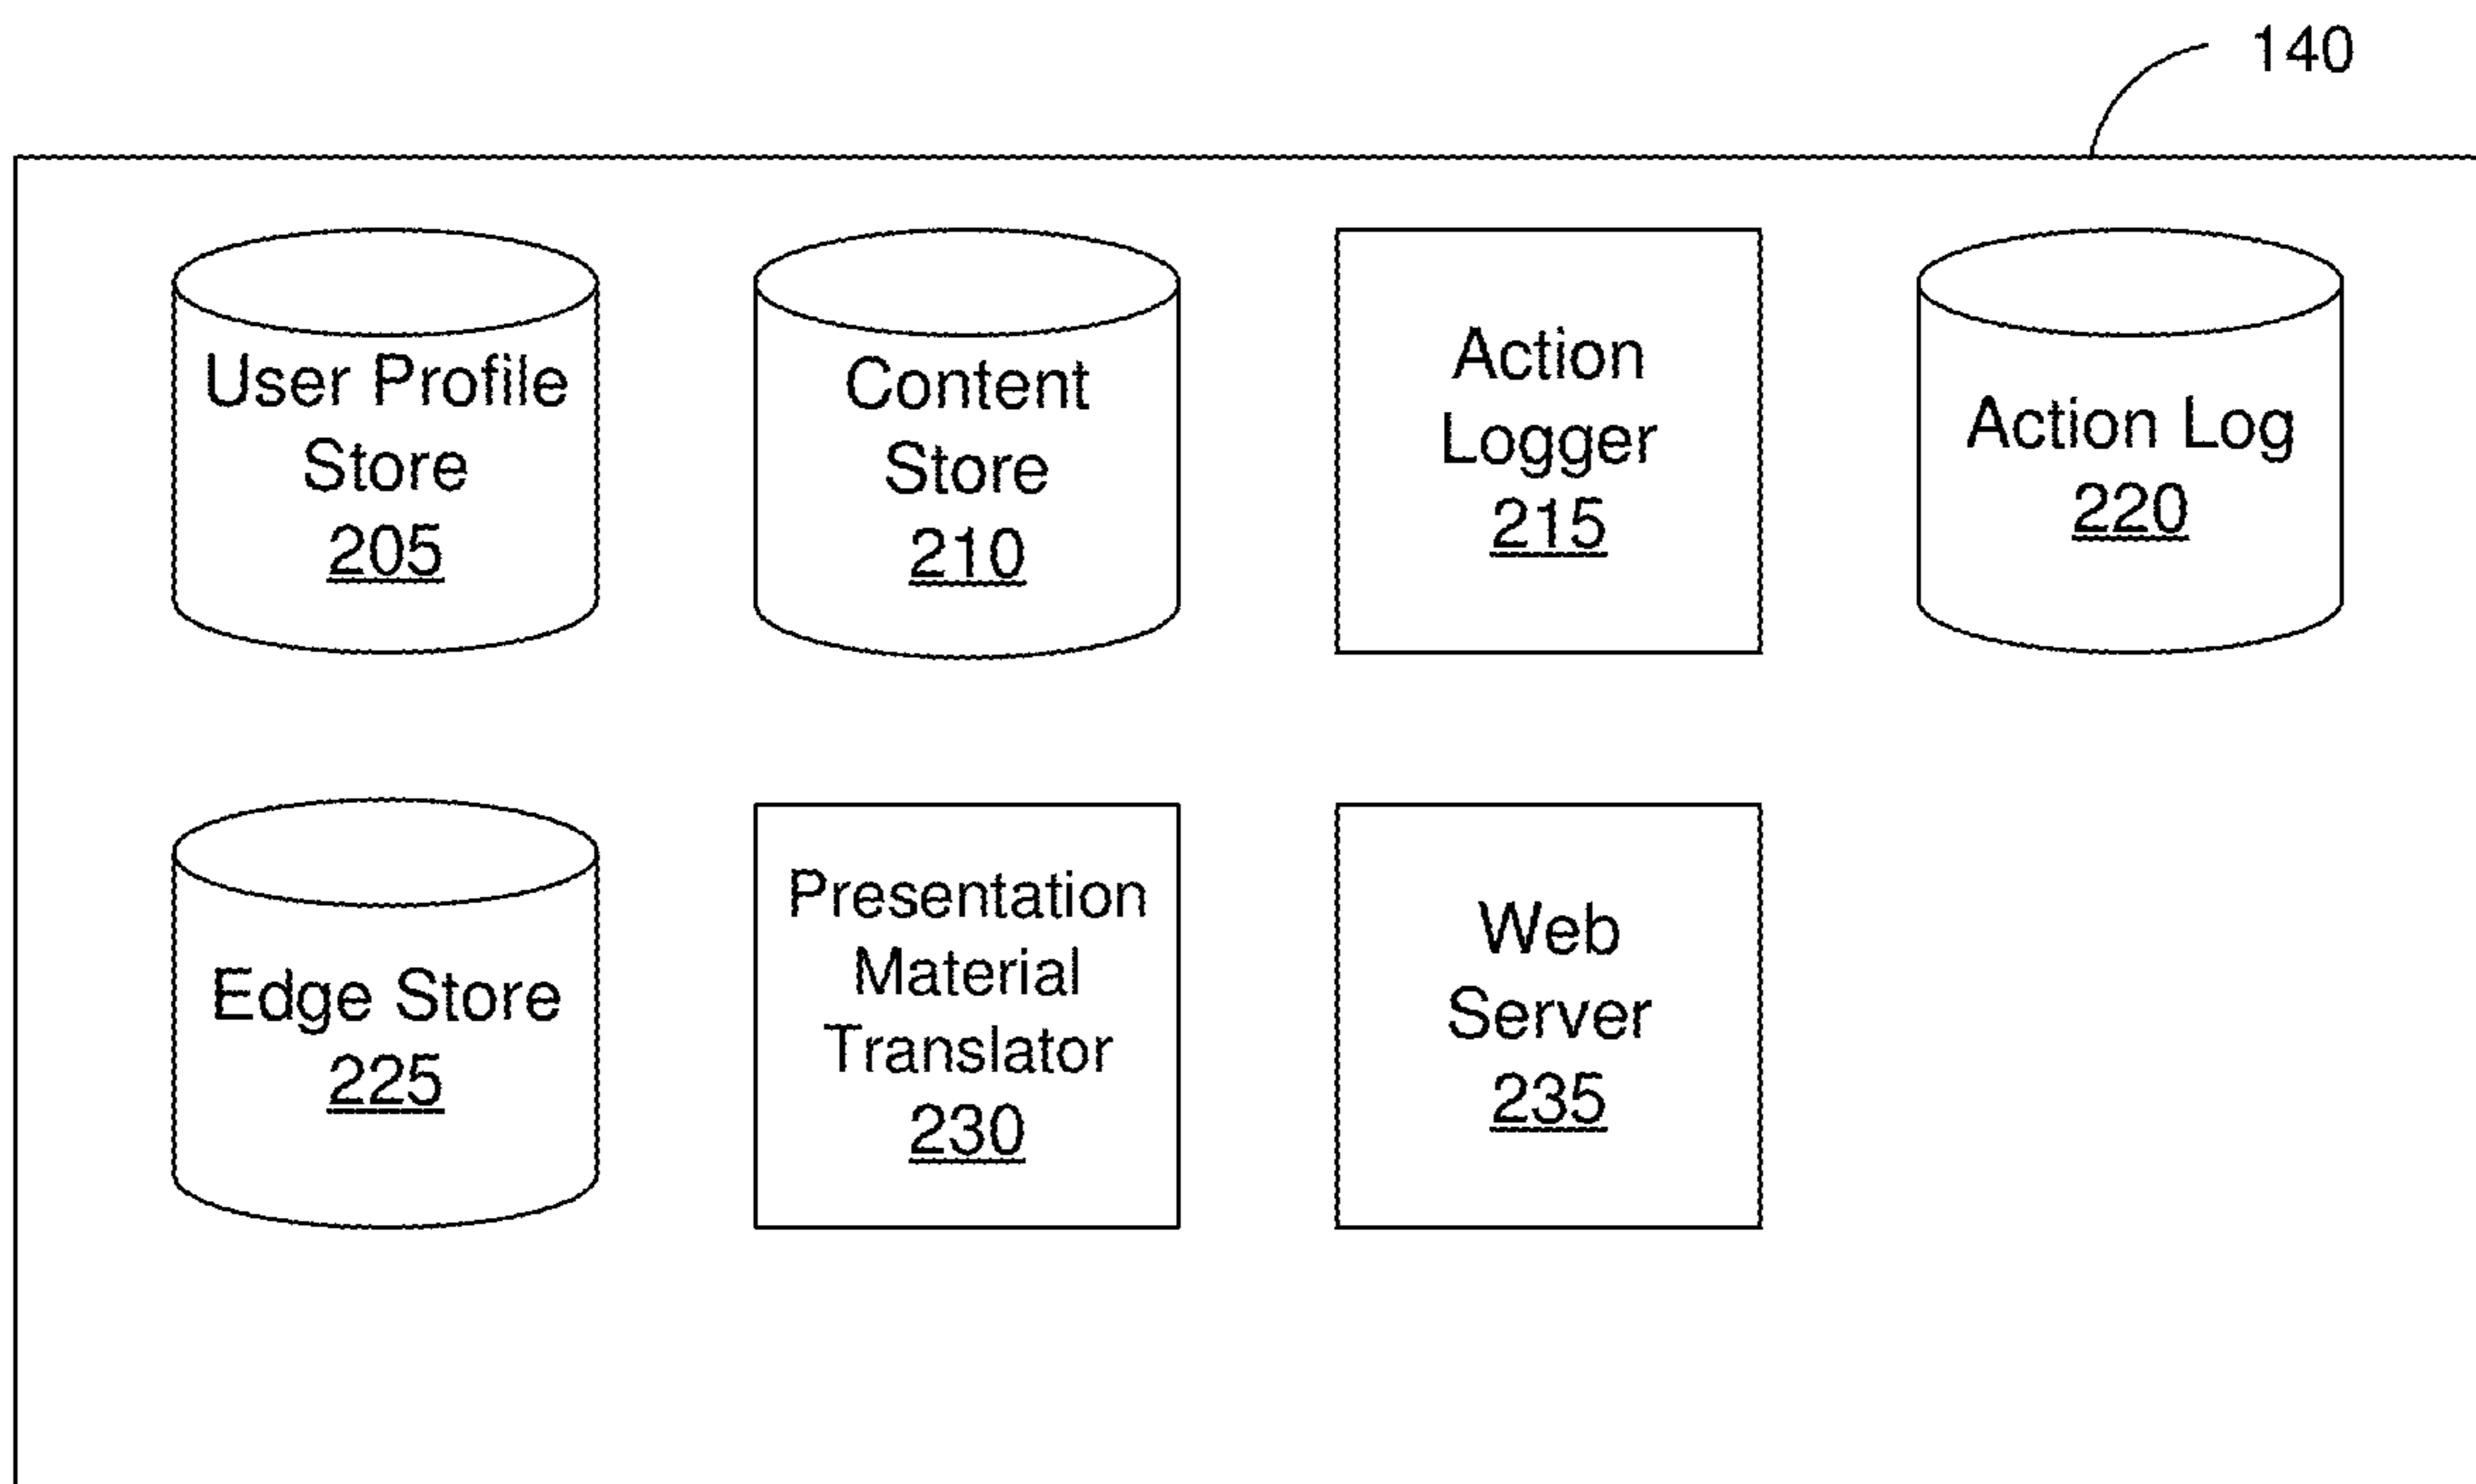 140
User Profile
Store
205
Content
Store
210
Action
Logger
215
Action Log
220
Edge Store
225
Presentation
Material
Translator
230
Web
Server
235